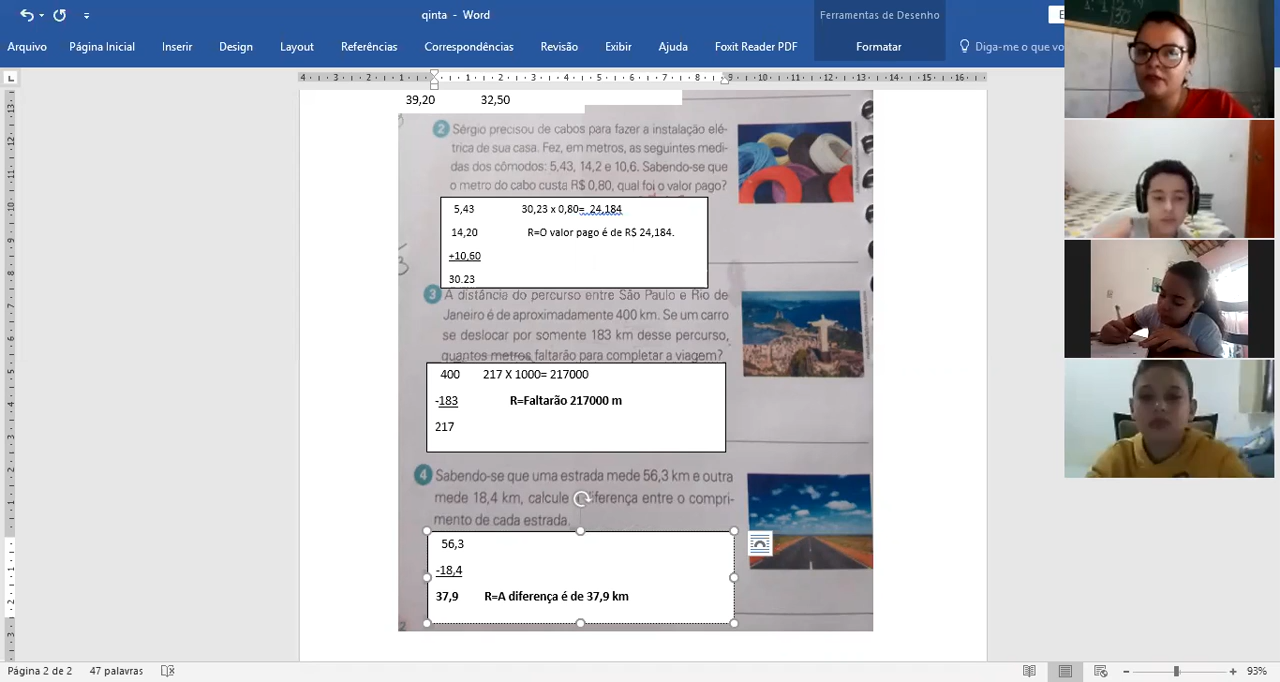 qinta - Word
Ferramentas de Desenho
Arquivo Página Inicial Inserir Design Layout Referências Correspondências Revisão Exibir Ajuda Foxit Reader PDF Formatar Diga-me o que vo
39,20 32,50
2 Sérgio precisou de cabos para fazer a instalação elé-
trica de sua casa. Fez, em metros, as seguintes medi-
das dos cômodos: 5,43, 14,2 e 10,6. Sabendo-se que
o metro do cabo custa R$ 0,80, qual foi o valor pago?
5,43 30,23 x 0,80= 24,184
14,20 R=O valor pago é de R$ 24,184.
+10,60
30.23
3 A distância do percurso entre São Paulo e Rio de
Janeiro é de aproximadamente 400 km. Se um carro
se deslocar por somente 183 km desse percurso,
quantos metros faltarão para completar a viagem?
400 217 X 1000= 217000
-183 R=Faltarão 217000 m
217
4 Sabendo-se que uma estrada mede 56,3 km e outra
mede 18,4 km, calcule diferença entre o compri-
mento de cada estrada.
56,3
-18,4
37,9 R=A diferença é de 37,9 km
Página 2 de 2 47 palavras 93%